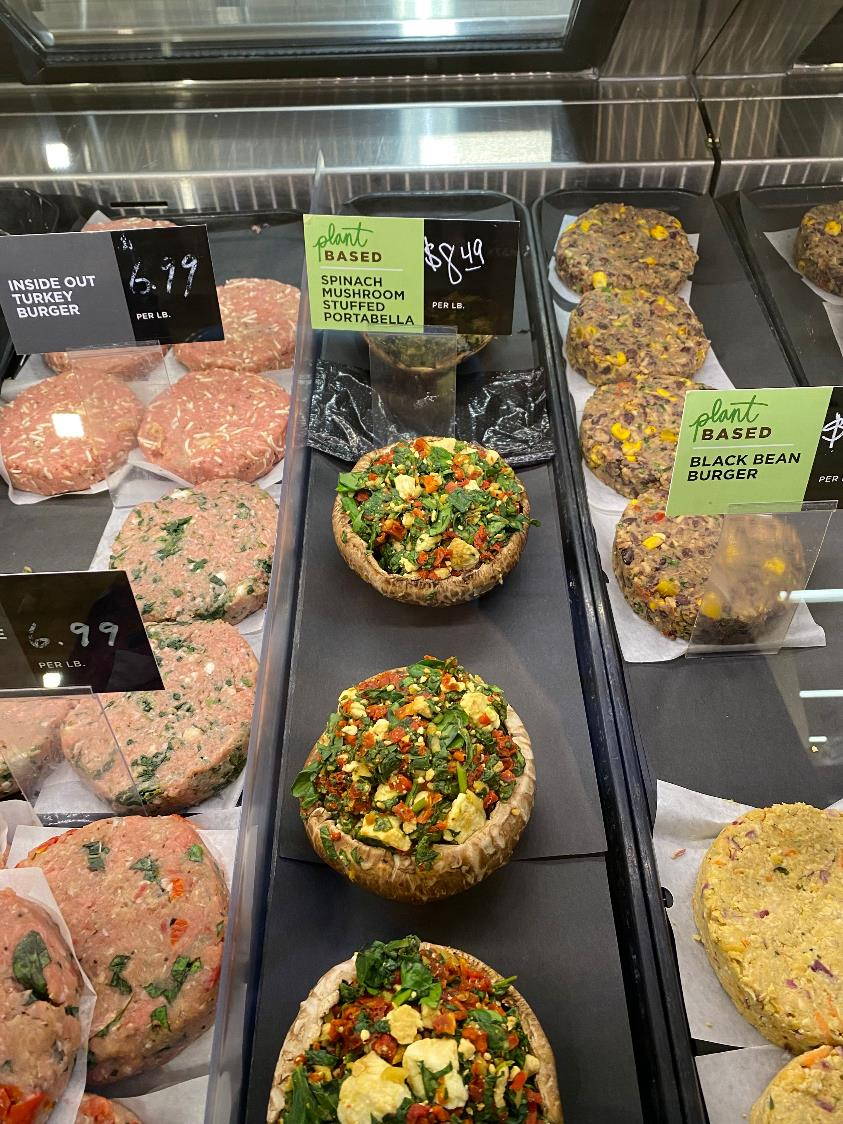 INSIDE OUT
TURKEY
BURGER
6.99
PER LB.
plant
BASED
SPINACH
MUSHROOM
STUFFED
PORTABELLA
$8.49
PER LB.
plant
BASED
BLACK BEAN
BURGER
$
PER
6.99
PER LB.